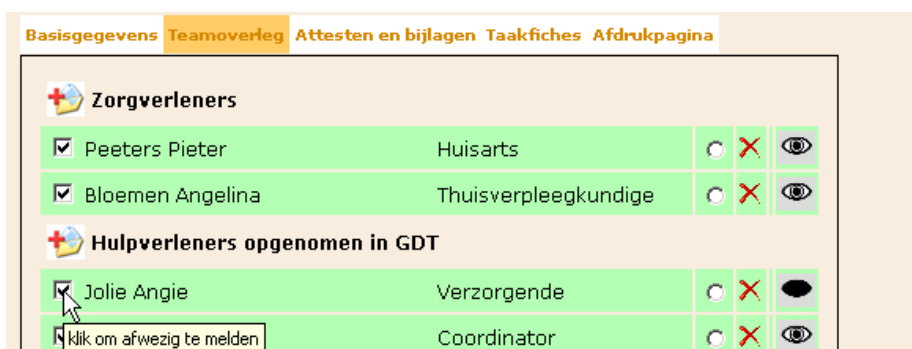 Basisgegevens Teamoverleg Attesten en bijlagen Taakfiches Afdrukpagina
Zorgverleners
Peeters Pieter Huisarts
Bloemen Angelina Thuisverpleegkundige
Hulpverleners opgenomen in GDT
Jolie Angie Verzorgende
klik om afwezig te melden Coordinator